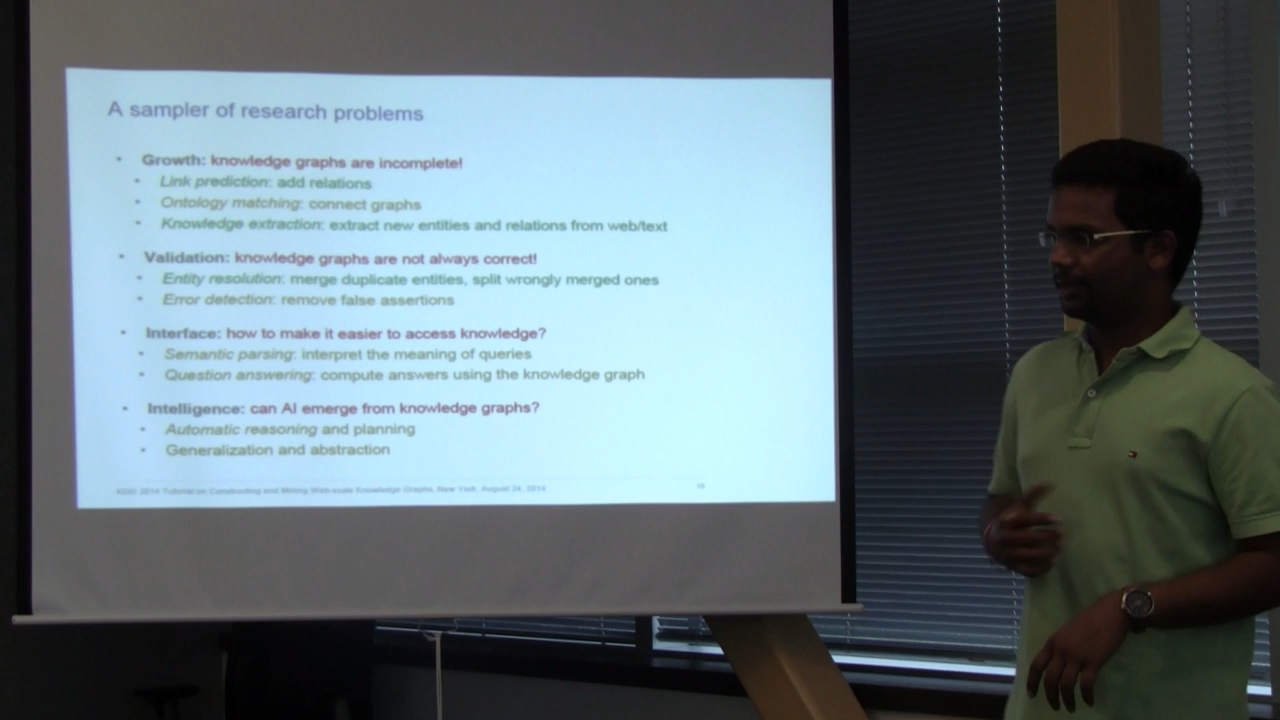 A sampler of research problems
• Growth: knowledge graphs are incomplete!
• Link prediction: add relations
• Ontology matching: connect graphs
• Knowledge extraction: extract new entities and relations from web/text
• Validation: knowledge graphs are not always correct!
• Entity resolution: merge duplicate entities, split wrongly merged ones
• Error detection: remove false assertions
• Interface: how to make it easier to access knowledge?
• Semantic parsing: interpret the meaning of queries
• Question answering: compute answers using the knowledge graph
• Intelligence: can AI emerge from knowledge graphs?
• Automatic reasoning and planning
• Generalization and abstraction
KDD 2014 Tutorial on Constructing and Mining Web-scale Knowledge Graphs, New York, August 24, 2014